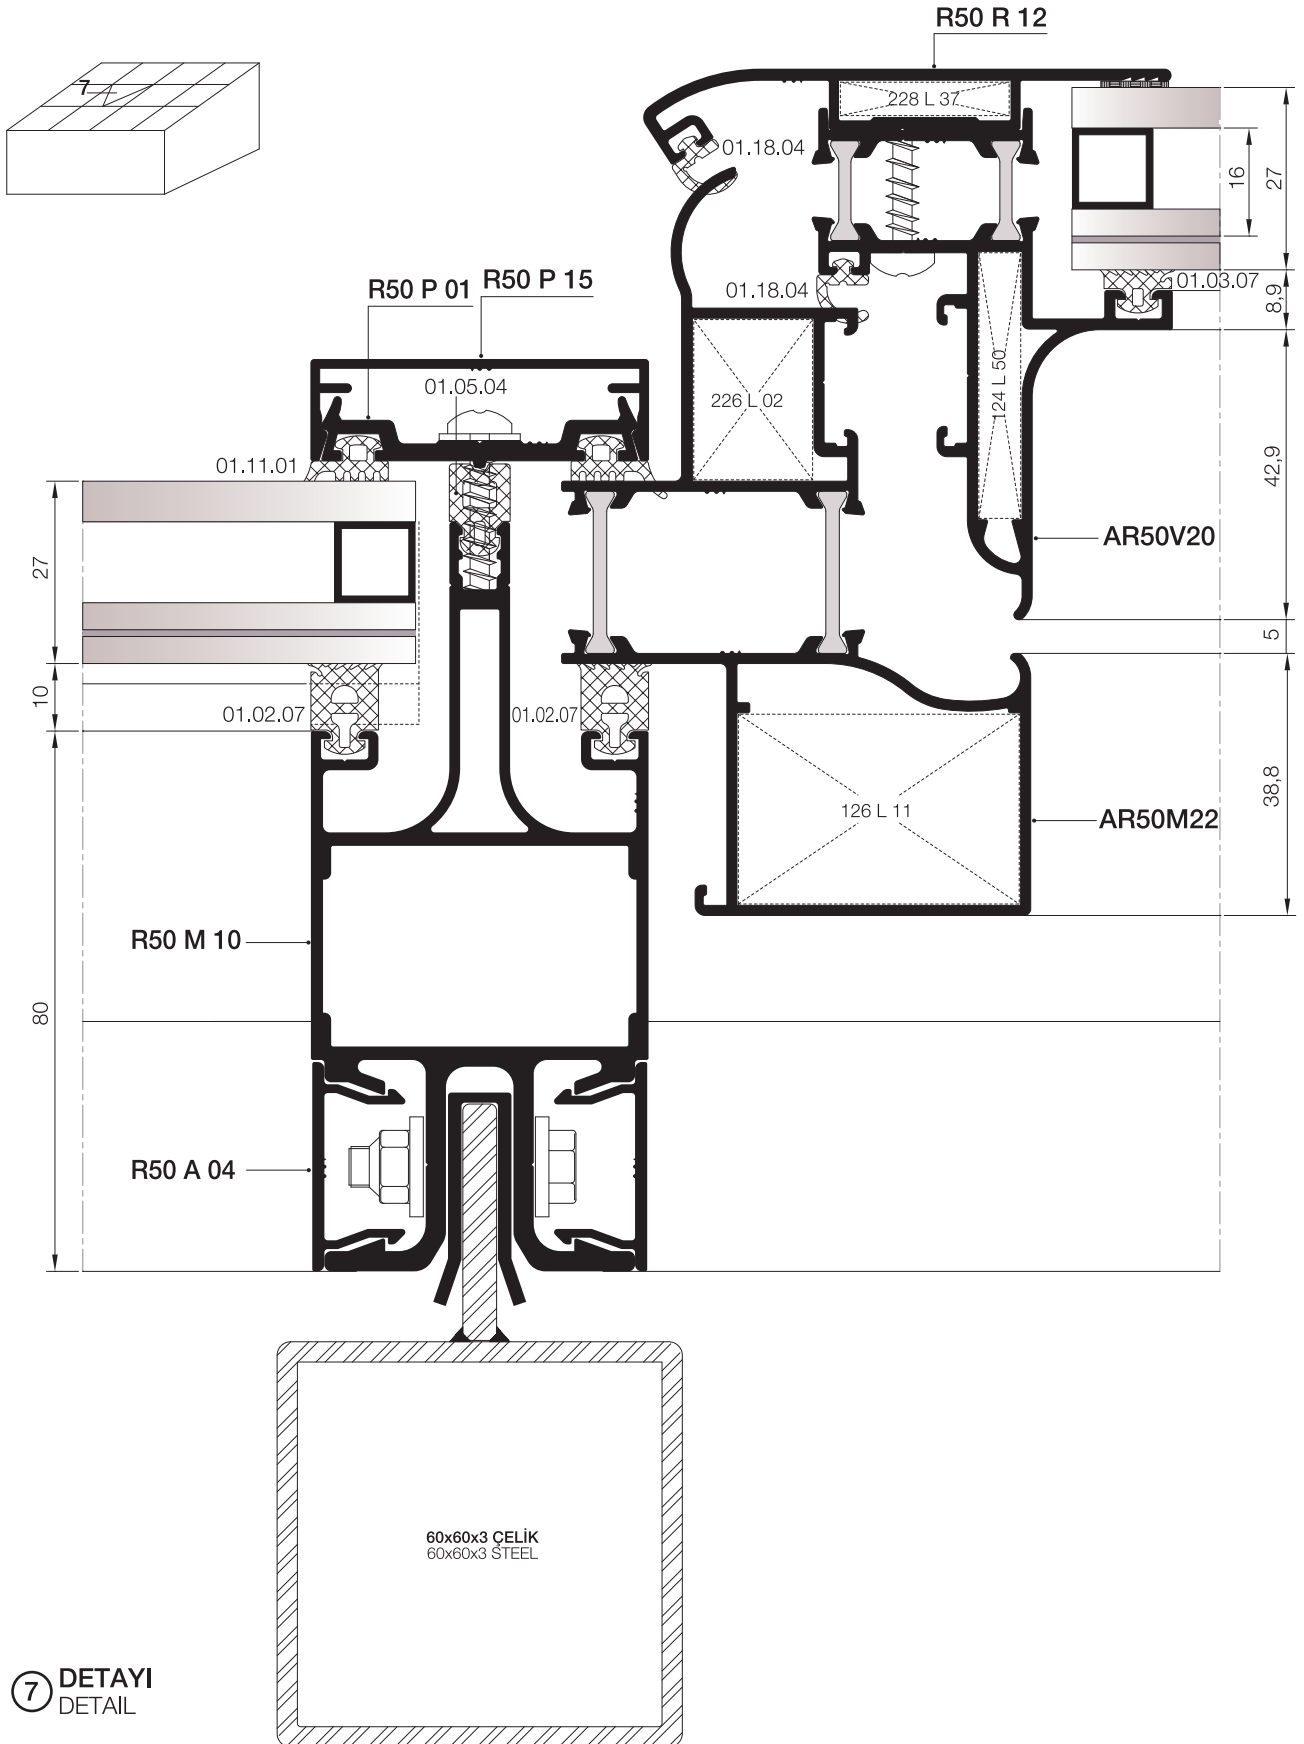 R50 R 12
7
228 L 37
01.18.04
16
27
R50 P 01
R50 P 15
01.18.04
01.03.07
8,9
01.05.04
226 L 02
124 L 50
01.11.01
42,9
27
AR50V20
5
10
01.02.07
01.02.07
126 L 11
38,8
AR50M22
R50 M 10
80
R50 A 04
60x60x3 ÇELİK
60x60x3 STEEL
7 DETAYI
DETAIL